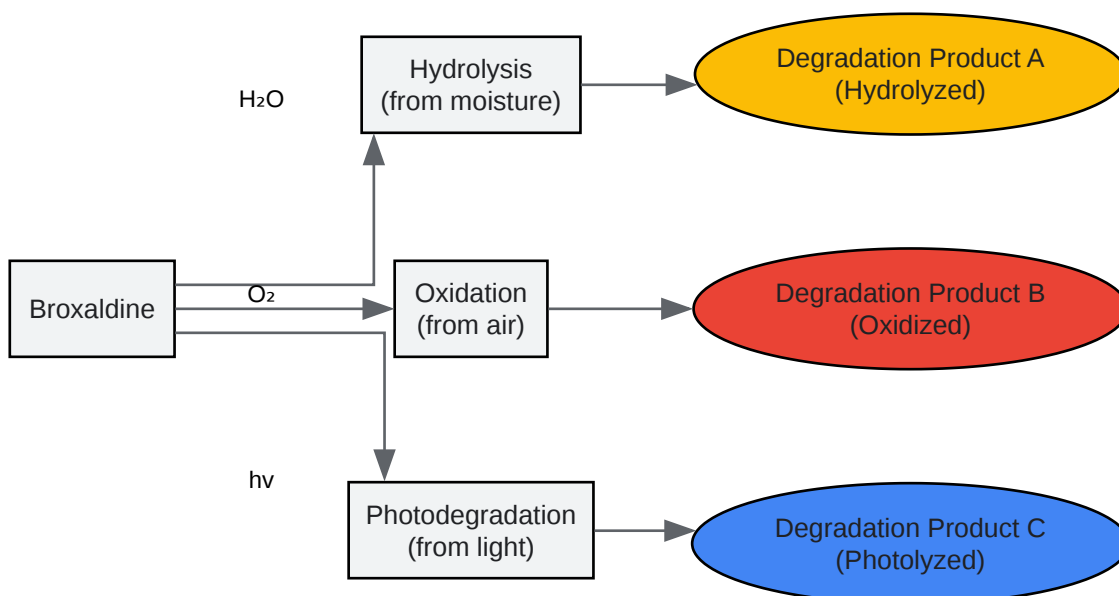 H₂O
Hydrolysis
(from moisture)
Degradation Product A
(Hydrolyzed)
Broxaldine
O₂
Oxidation
(from air)
Degradation Product B
(Oxidized)
hv
Photodegradation
(from light)
Degradation Product C
(Photolyzed)